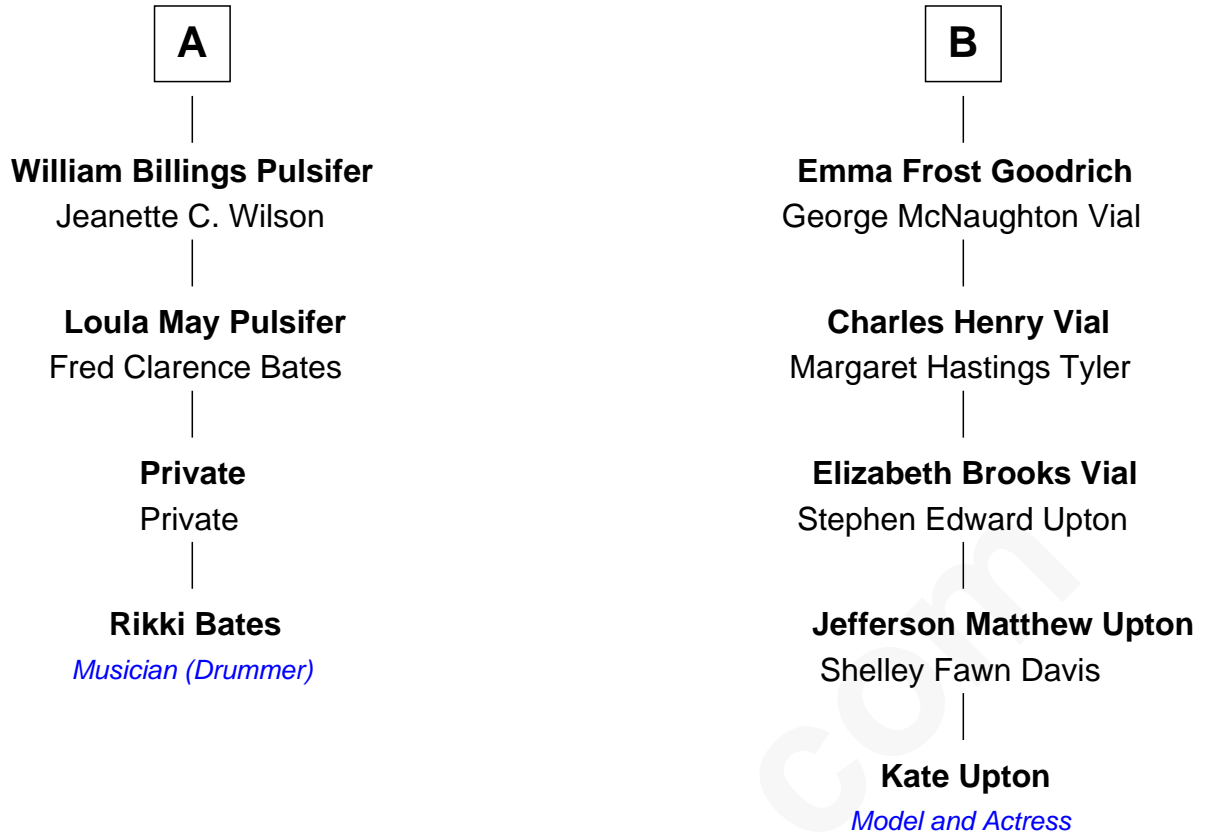 A
William Billings Pulsifer
Jeanette C. Wilson
Loula May Pulsifer
Fred Clarence Bates
Private
Private
Rikki Bates
Musician (Drummer)
B
Emma Frost Goodrich
George McNaughton Vial
Charles Henry Vial
Margaret Hastings Tyler
Elizabeth Brooks Vial
Stephen Edward Upton
Jefferson Matthew Upton
Shelley Fawn Davis
Kate Upton
Model and Actress
com